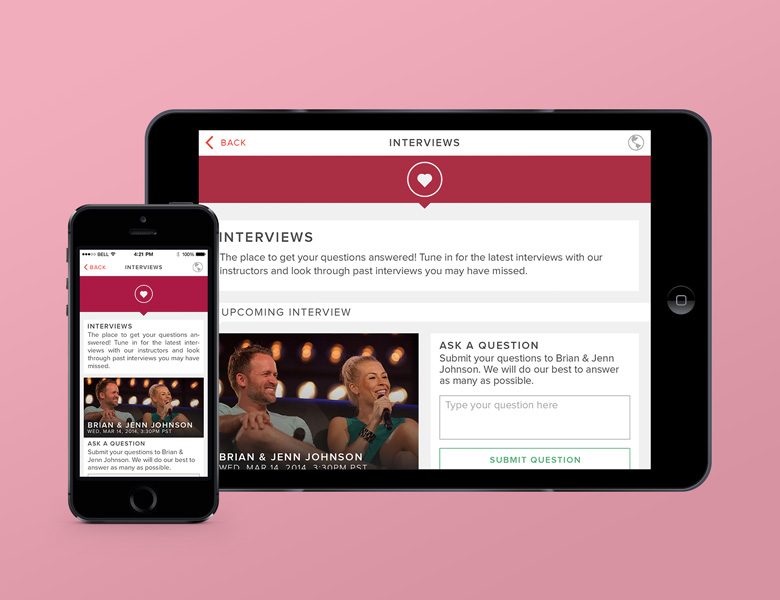 BACK
INTERVIEWS
INTERVIEWS
The place to get your questions answered! Tune in for the latest interviews with our
instructors and look through past interviews you may have missed.
UPCOMING INTERVIEW
BRIAN & JENN JOHNSON
WED, MAR 14, 2014, 3:30PM PST
ASK A QUESTION
Submit your questions to Brian & Jenn
Johnson. We will do our best to answer
as many as possible.
Type your question here
SUBMIT QUESTION
BELL 4:21 PM 100%
BACK INTERVIEWS
INTERVIEWS
The place to get your questions an-
swered! Tune in for the latest inter-
views with our instructors and look
through past interviews you may have
missed.
BRIAN & JENN JOHNSON
WED, MAR 14, 2014, 3:30PM PST
ASK A QUESTION
Submit your questions to Brian &
Jenn Johnson. We will do our best to
answer as many as possible.